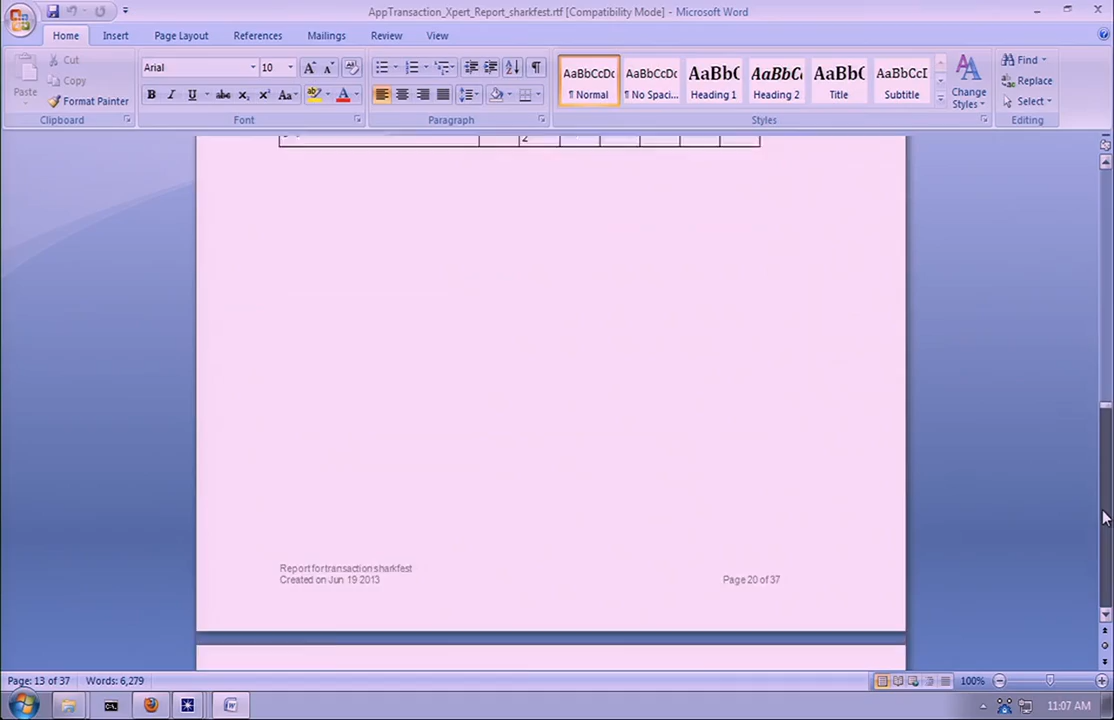 AppTransaction_Xpert_Report_sharkfest.rtf [Compatibility Mode] - Microsoft Word
Home Insert Page Layout References Mailings Review View
Paste
Cut
Copy
Format Painter
Clipboard
Arial 10
Font
Paragraph
AaBbCcDc AaBbCcDc AaBbC AaBbCc AaBbC AaBbCcI
¶ Normal ¶ No Spaci... Heading 1 Heading 2 Title Subtitle
Change Styles
Styles
Find
Replace
Select
Editing
2
Report for transaction sharkfest
Created on Jun 19 2013 Page 20 of 37
Page: 13 of 37 Words: 6,279 100%
11:07 AM